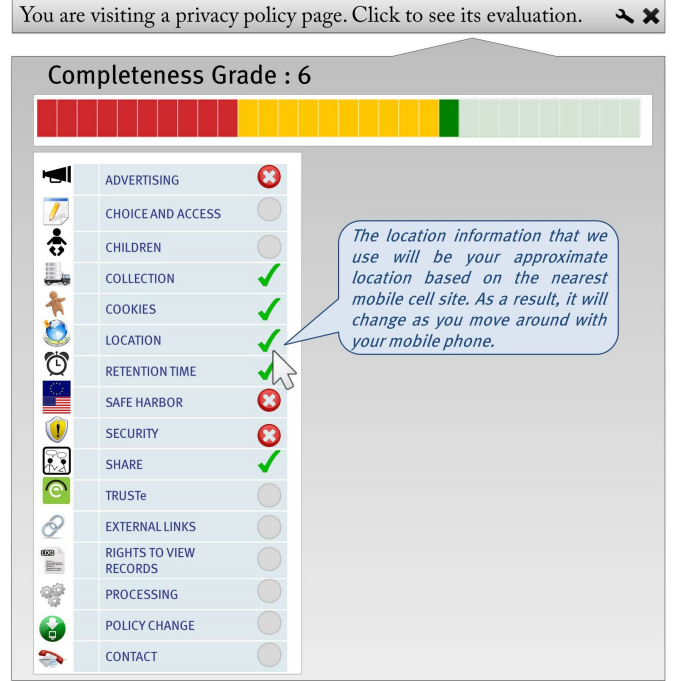 You are visiting a privacy policy page. Click to see its evaluation.
Completeness Grade : 6
ADVERTISING
CHOICE AND ACCESS
CHILDREN
COLLECTION
COOKIES
LOCATION
RETENTION TIME
SAFE HARBOR
SECURITY
SHARE
TRUSTe
EXTERNAL LINKS
LOG
RIGHTS TO VIEW
RECORDS
PROCESSING
POLICY CHANGE
CONTACT
The location information that we
use will be your approximate
location based on the nearest
mobile cell site. As a result, it will
change as you move around with
your mobile phone.